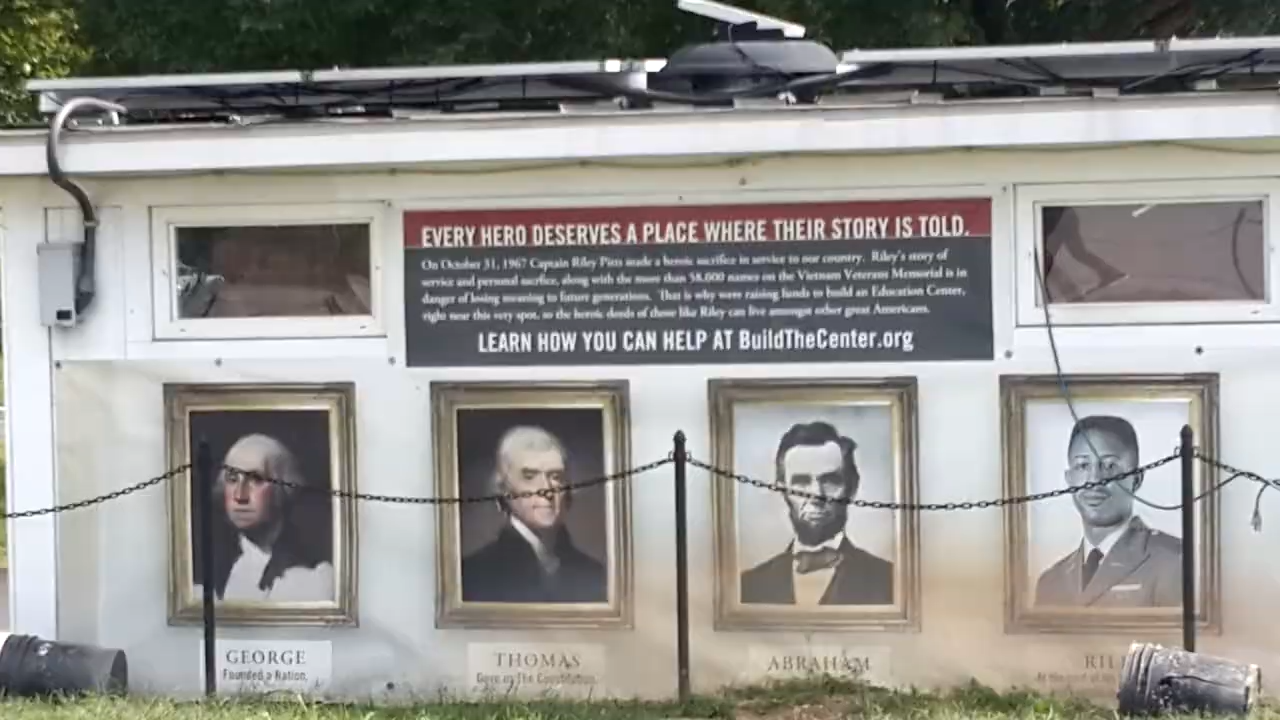 EVERY HERO DESERVES A PLACE WHERE THEIR STORY IS TOLD.
On October 31, 1967 Captain Riley Pitts made a heroic sacrifice in service to our country. Riley's story of
service and personal sacrifice, along with the more than 58,000 names on the Vietnam Veterans Memorial is in
danger of losing meaning to future generations. That is why were raising funds to build an Education Center,
right near this very spot, so the heroic deeds of those like Riley can live amongst other great Americans.
LEARN HOW YOU CAN HELP AT BuildTheCenter.org
GEORGE
Founded a Nation.
THOMAS
Gave us The Constitution.
ABRAHAM
RIL